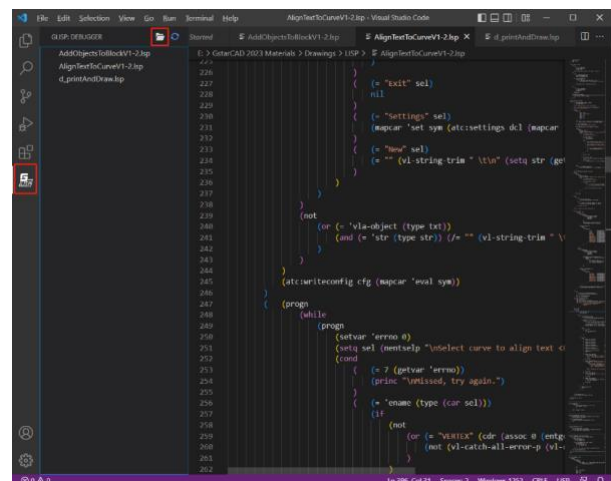 File Edit Selection View Go Run Terminal Help AlignTextToCurveV1-2.lsp - Visual Studio Code
GLISP: DEBUGGER
AddObjectsToBlockV1-2.lsp
AlignTextToCurveV1-2.lsp
d_printAndDraw.lsp
Started AddObjectsToBlockV1-2.lsp AlignTextToCurveV1-2.lsp d_printAndDraw.lsp
E: > GstarCAD 2023 Materials > Drawings > LISP > AlignTextToCurveV1-2.lsp
225 )
226 )
227 )
228 ( (= "Exit" sel)
229 nil
230 )
231 ( (= "Settings" sel)
(mapcar 'set sym (atc:settings dcl (mapcar
232 )
233 ( (= "New" sel)
234 (= "" (vl-string-trim " \t\n" (setq str (get
235 )
236 )
237 )
238 )
239 (not
240 (or (= 'vla-object (type txt))
241 (and (= 'str (type str)) (/= "" (vl-string-trim " \t
242 )
243 )
244 )
245 (atc:writeconfig cfg (mapcar 'eval sym))
246 )
247 ( (progn
248 (while
249 (progn
250 (setvar 'errno 0)
251 (setq sel (nentselp "\nSelect curve to align text <
252 (cond
253 ( (= 7 (getvar 'errno))
254 (princ "\nMissed, try again.")
255 )
256 ( (= 'ename (type (car sel)))
257 (if
258 (not
259 (or (= "VERTEX" (cdr (assoc 0 (entg
260 (not (vl-catch-all-error-p (vl-
261 )
262 )